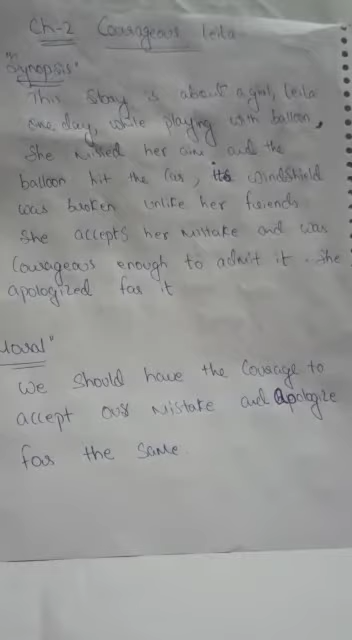 Ch-2 Courageous leila
"Synopsis"
This story is about a girl, leila
one day, while playing with balloon,
She missed her aim and the
balloon hit the car, its windshield
was broken unlike her friends
She accepts her mistake and was
Courageous enough to admit it. She
apologized for it
Moral"
we should have the courage to
accept our mistake and apologize
for the same.